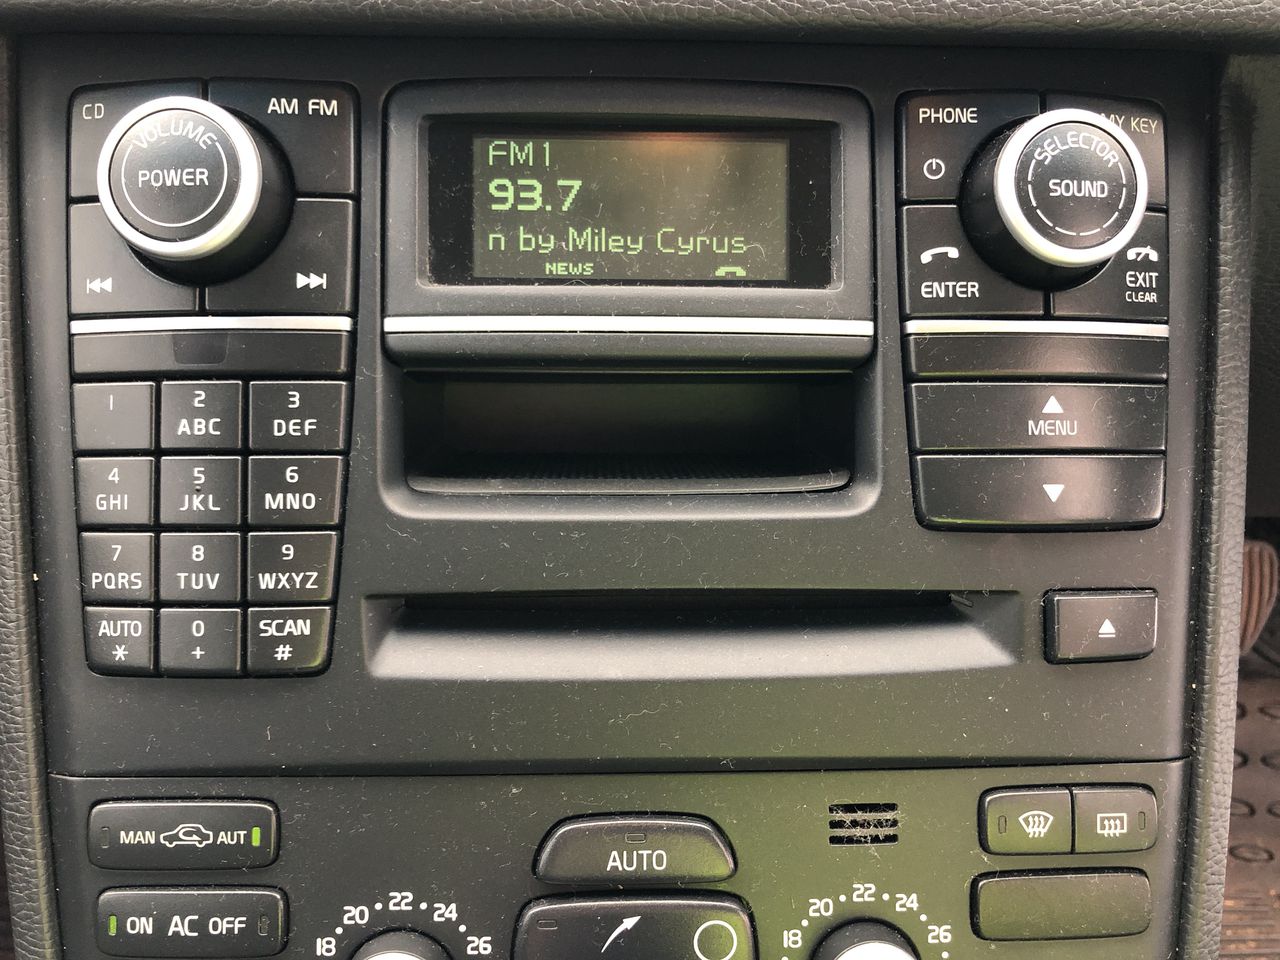 CD
VOLUME
POWER
AM FM
FM1
93.7
n by Miley Cyrus
NEWS
PHONE
MY KEY
SELECTOR
SOUND
ENTER
EXIT
CLEAR
1
2
ABC
3
DEF
4
GHI
5
JKL
6
MNO
7
PQRS
8
TUV
9
WXYZ
AUTO
*
0
+
SCAN
#
MENU
MAN AUT
ON AC OFF
AUTO
18 20 22 24 26
18 20 22 24 26